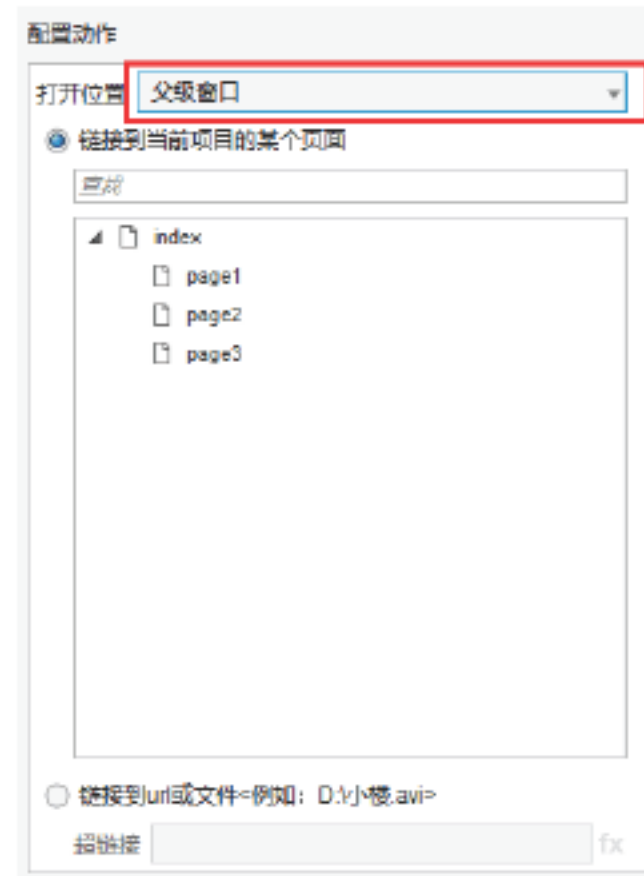 配置动作
打开位置 父级窗口
链接到当前项目的某个页面
查找
index
page1
page2
page3
链接到url或文件<例如：D:\小楼.avi>
超链接 fx